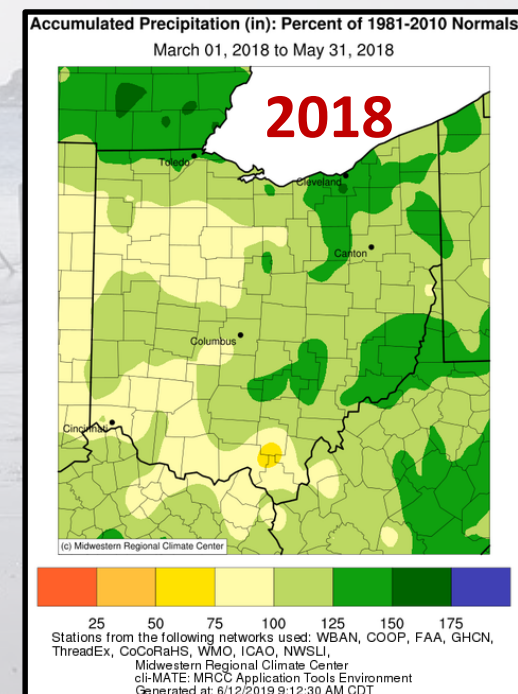 Accumulated Precipitation (in): Percent of 1981-2010 Normals
March 01, 2018 to May 31, 2018
2018
Toledo
Cleveland
Canton
Columbus
Cincinnati
(c) Midwestern Regional Climate Center
25 50 75 100 125 150 175
Stations from the following networks used: WBAN, COOP, FAA, GHCN,
ThreadEx, CoCoRaHS, WMO, ICAO, NWSLI,
Midwestern Regional Climate Center
cli-MATE: MRCC Application Tools Environment
Generated at: 6/12/2019 9:12:30 AM CDT